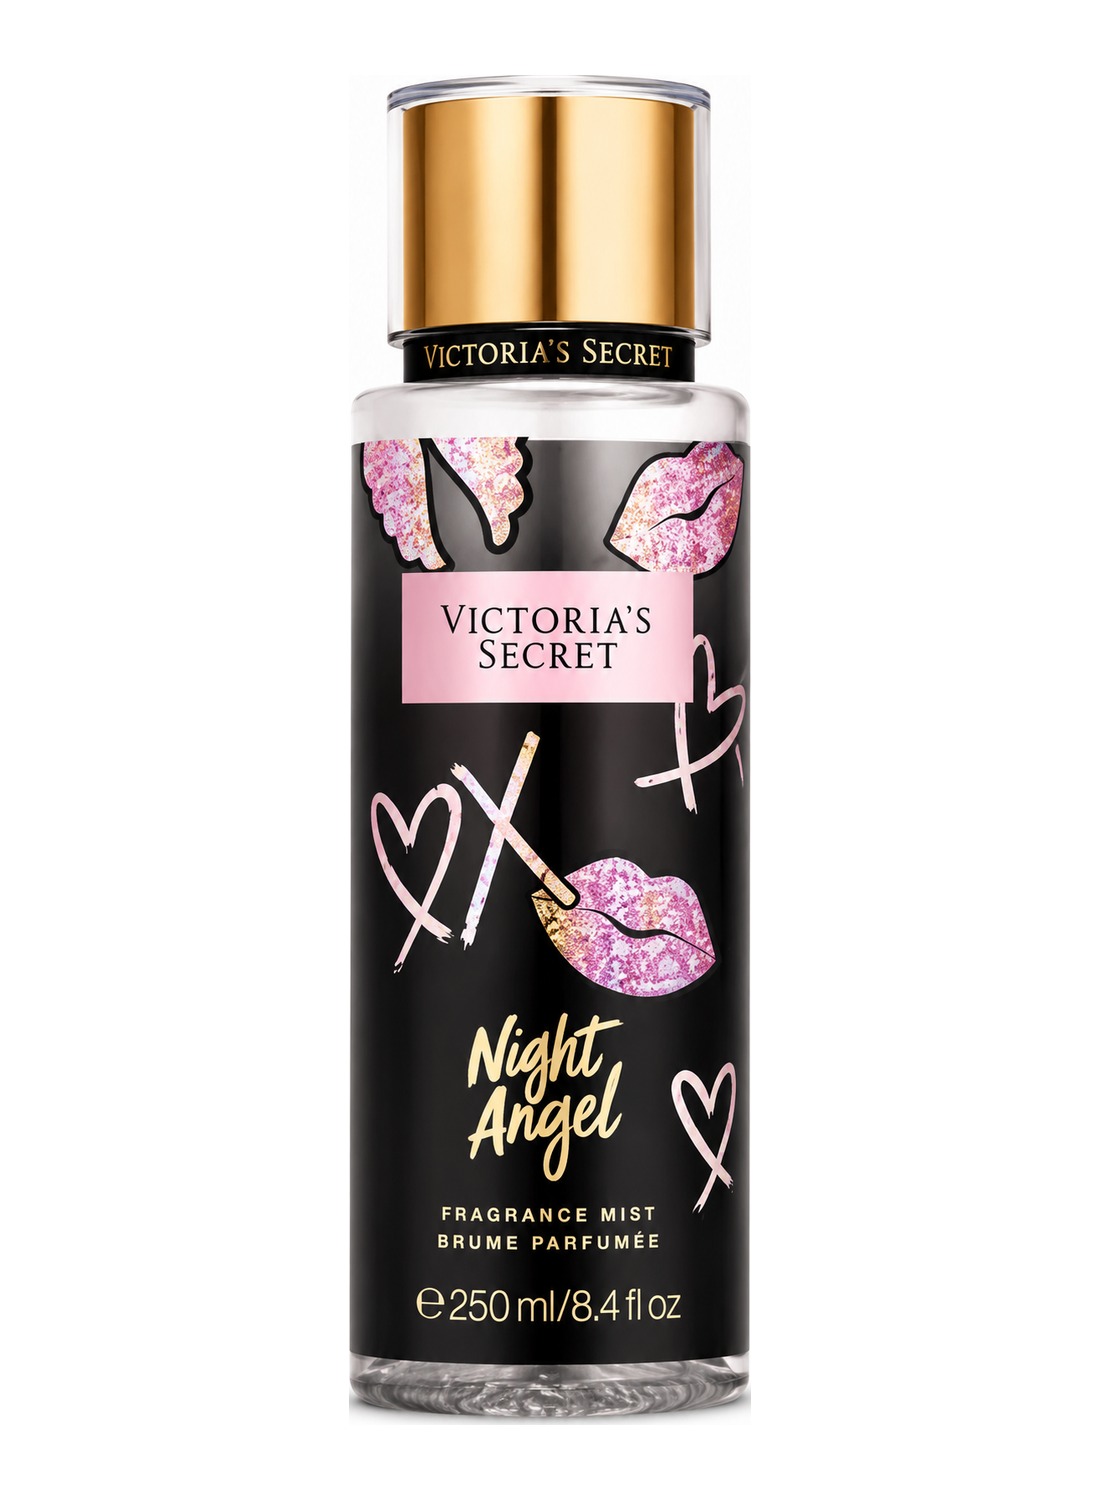 VICTORIA'S SECRET
VICTORIA'S
SECRET
Night
Angel
FRAGRANCE MIST
BRUME PARFUMÉE
℮250 ml/8.4 fl oz